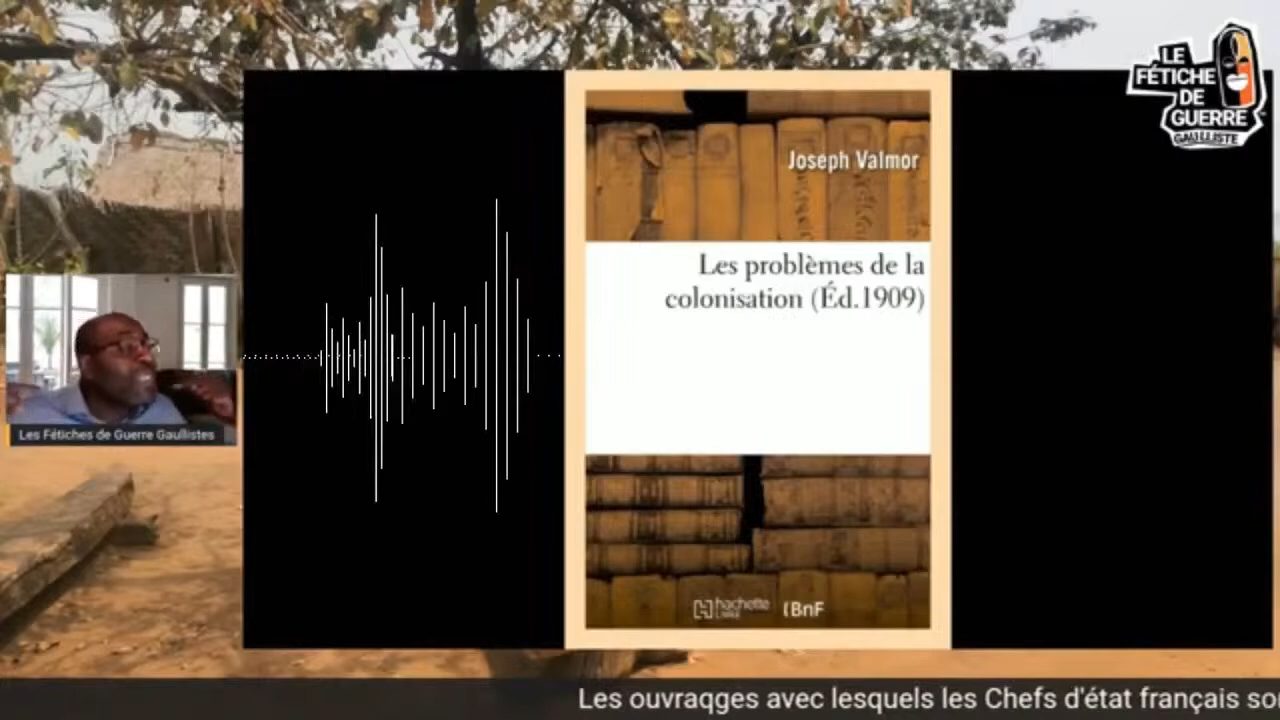 LE
FÉTICHE
DE
GUERRE
GAULLISTE
Joseph Valmor
Les problèmes de la
colonisation (Éd.1909)
Les Fétiches de Guerre Gaullistes
hachette
(BnF
Les ouvraqges avec lesquels les Chefs d'état français so